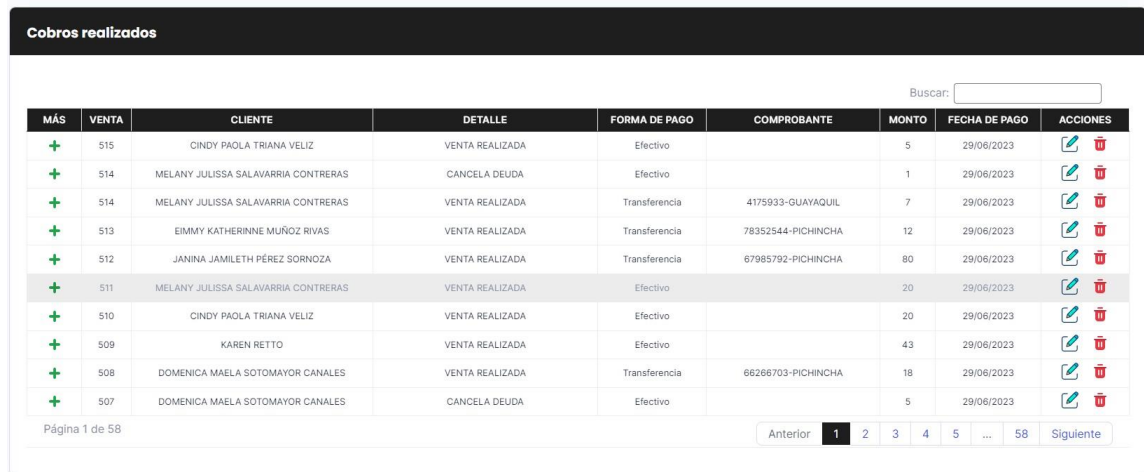 Cobros realizados
Buscar:
MÁS VENTA CLIENTE DETALLE FORMA DE PAGO COMPROBANTE MONTO FECHA DE PAGO ACCIONES
515 CINDY PAOLA TRIANA VELIZ VENTA REALIZADA Efectivo 5 29/06/2023
514 MELANY JULISSA SALAVARRIA CONTRERAS CANCELA DEUDA Efectivo 1 29/06/2023
514 MELANY JULISSA SALAVARRIA CONTRERAS VENTA REALIZADA Transferencia 4175933-GUAYAQUIL 7 29/06/2023
513 EIMMY KATHERINNE MUÑOZ RIVAS VENTA REALIZADA Transferencia 78352544-PICHINCHA 12 29/06/2023
512 JANINA JAMILETH PÉREZ SORNOZA VENTA REALIZADA Transferencia 67985792-PICHINCHA 80 29/06/2023
511 MELANY JULISSA SALAVARRIA CONTRERAS VENTA REALIZADA Efectivo 20 29/06/2023
510 CINDY PAOLA TRIANA VELIZ VENTA REALIZADA Efectivo 20 29/06/2023
509 KAREN RETTO VENTA REALIZADA Efectivo 43 29/06/2023
508 DOMENICA MAELA SOTOMAYOR CANALES VENTA REALIZADA Transferencia 66266703-PICHINCHA 18 29/06/2023
507 DOMENICA MAELA SOTOMAYOR CANALES CANCELA DEUDA Efectivo 5 29/06/2023
Página 1 de 58
Anterior 1 2 3 4 5 ... 58 Siguiente